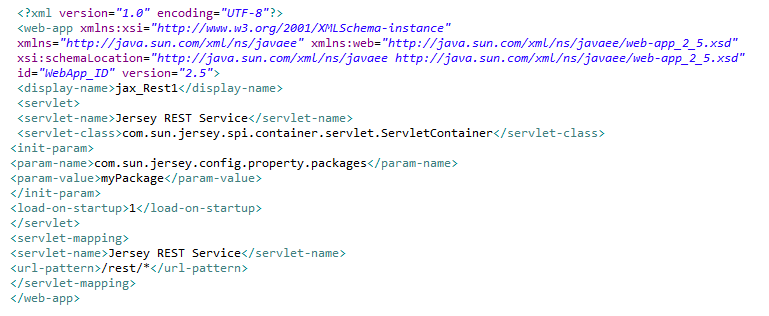 <?xml version="1.0" encoding="UTF-8"?>
<web-app xmlns:xsi="http://www.w3.org/2001/XMLSchema-instance"
xmlns="http://java.sun.com/xml/ns/javaee" xmlns:web="http://java.sun.com/xml/ns/javaee/web-app_2_5.xsd"
xsi:schemaLocation="http://java.sun.com/xml/ns/javaee http://java.sun.com/xml/ns/javaee/web-app_2_5.xsd"
id="WebApp_ID" version="2.5">
<display-name>jax_Rest1</display-name>
<servlet>
<servlet-name>Jersey REST Service</servlet-name>
<servlet-class>com.sun.jersey.spi.container.servlet.ServletContainer</servlet-class>
<init-param>
<param-name>com.sun.jersey.config.property.packages</param-name>
<param-value>myPackage</param-value>
</init-param>
<load-on-startup>1</load-on-startup>
</servlet>
<servlet-mapping>
<servlet-name>Jersey REST Service</servlet-name>
<url-pattern>/rest/*</url-pattern>
</servlet-mapping>
</web-app>